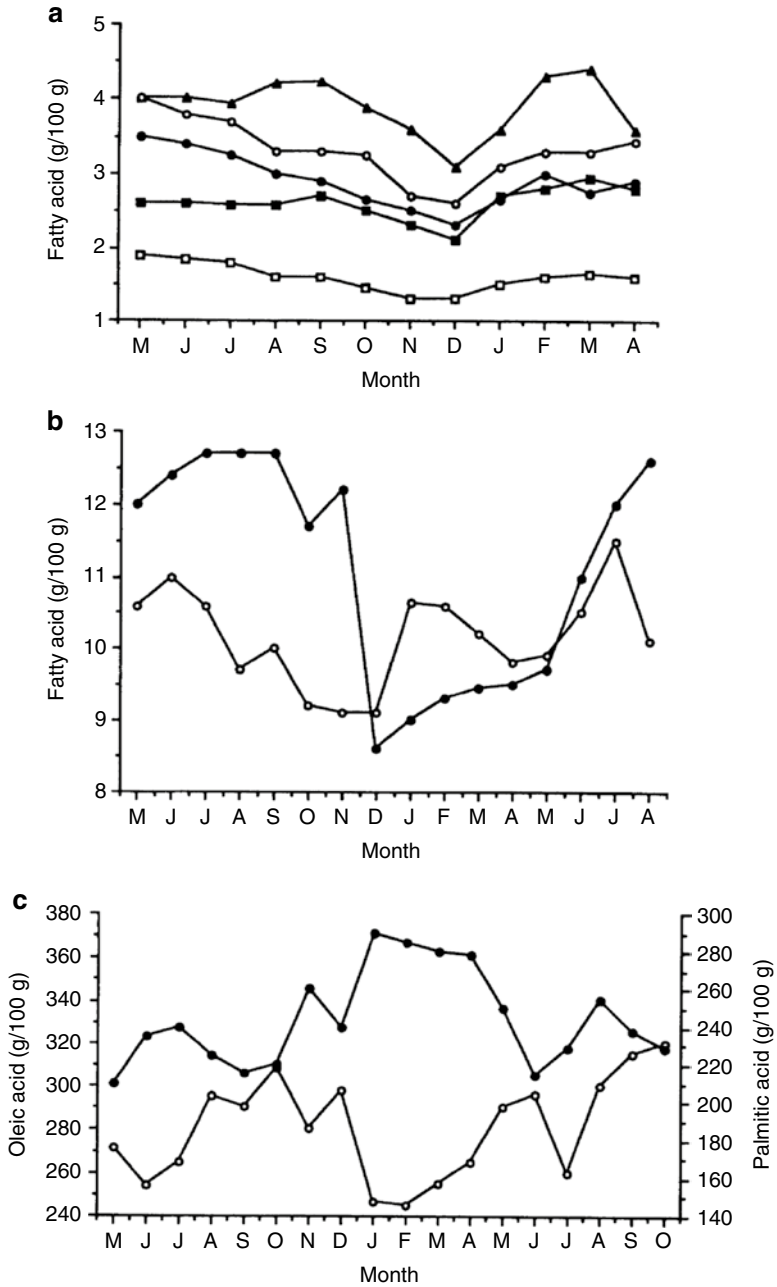 a
Fatty acid (g/100 g)
5
4
3
2
1
M J J A S O N D J F M A
Month
b
Fatty acid (g/100 g)
13
12
11
10
9
8
M J J A S O N D J F M A M J J A
Month
c
Oleic acid (g/100 g)
380
360
340
320
300
280
260
240
300
280
260
240
220
200
180
160
140
Palmitic acid (g/100 g)
M J J A S O N D J F M A M J J A S O
Month